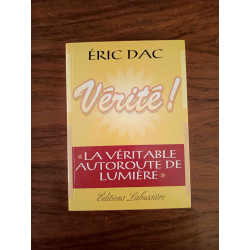 ÉRIC DAC
Vérité !
« LA VÉRITABLE
AUTOROUTE DE
LUMIÈRE »
Éditions Labussière